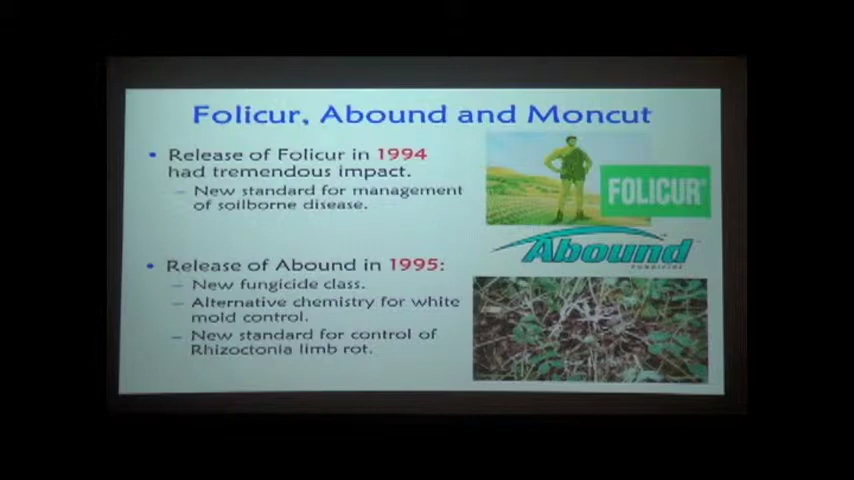 Folicur, Abound and Moncut
• Release of Folicur in 1994
had tremendous impact.
– New standard for management
of soilborne disease.
FOLICUR®
Abound™
FUNGICIDE
• Release of Abound in 1995:
– New fungicide class.
– Alternative chemistry for white
mold control.
– New standard for control of
Rhizoctonia limb rot.